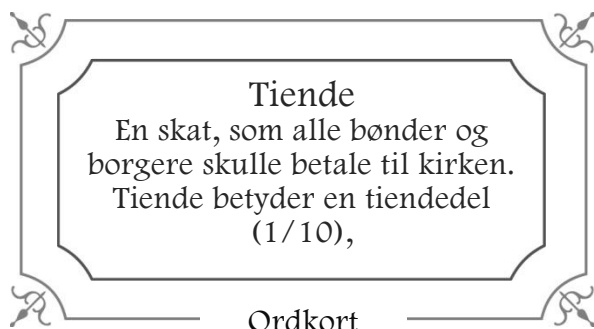 Tiende
En skat, som alle bønder og
borgere skulle betale til kirken.
Tiende betyder en tiendedel
(1/10),
Ordkort